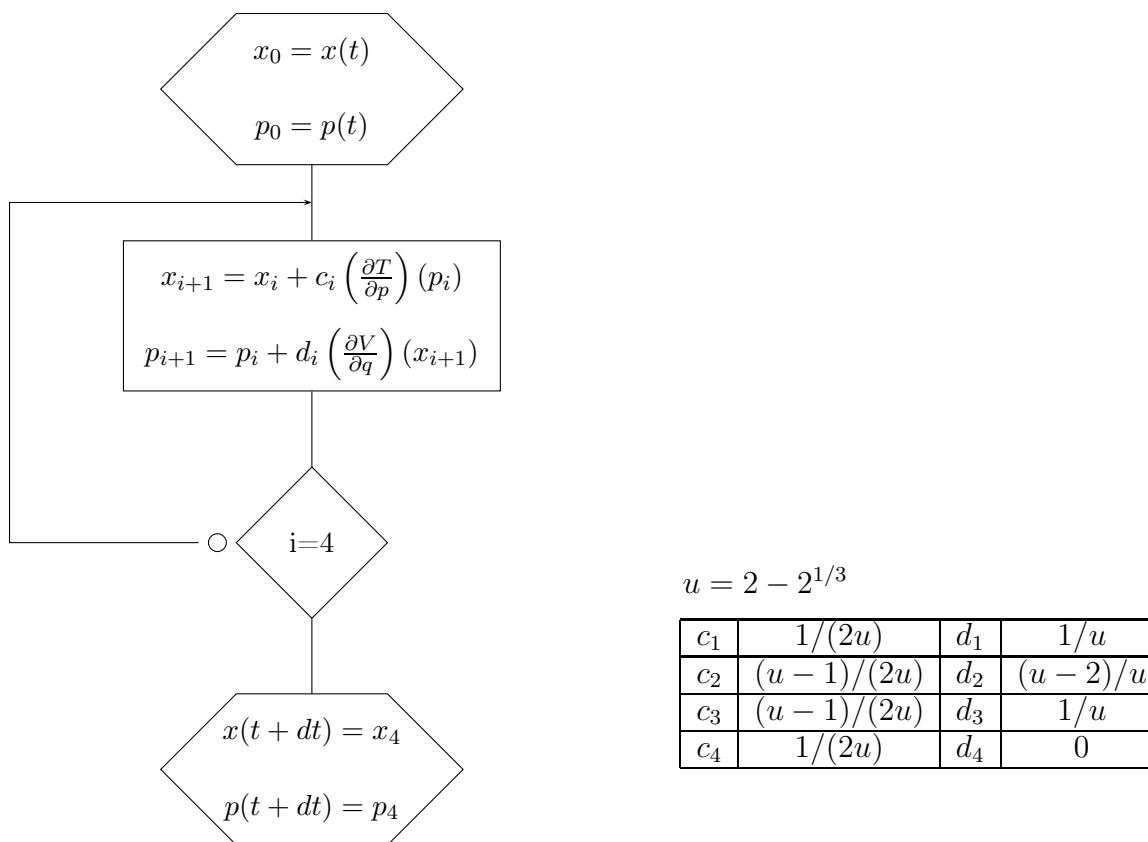 x_0 = x(t)
p_0 = p(t)
x_{i+1} = x_i + c_i (∂T/∂p) (p_i)
p_{i+1} = p_i + d_i (∂V/∂q) (x_{i+1})
i=4
x(t + dt) = x_4
p(t + dt) = p_4
u = 2 − 2^{1/3}
c_1 1/(2u) d_1 1/u
c_2 (u − 1)/(2u) d_2 (u − 2)/u
c_3 (u − 1)/(2u) d_3 1/u
c_4 1/(2u) d_4 0